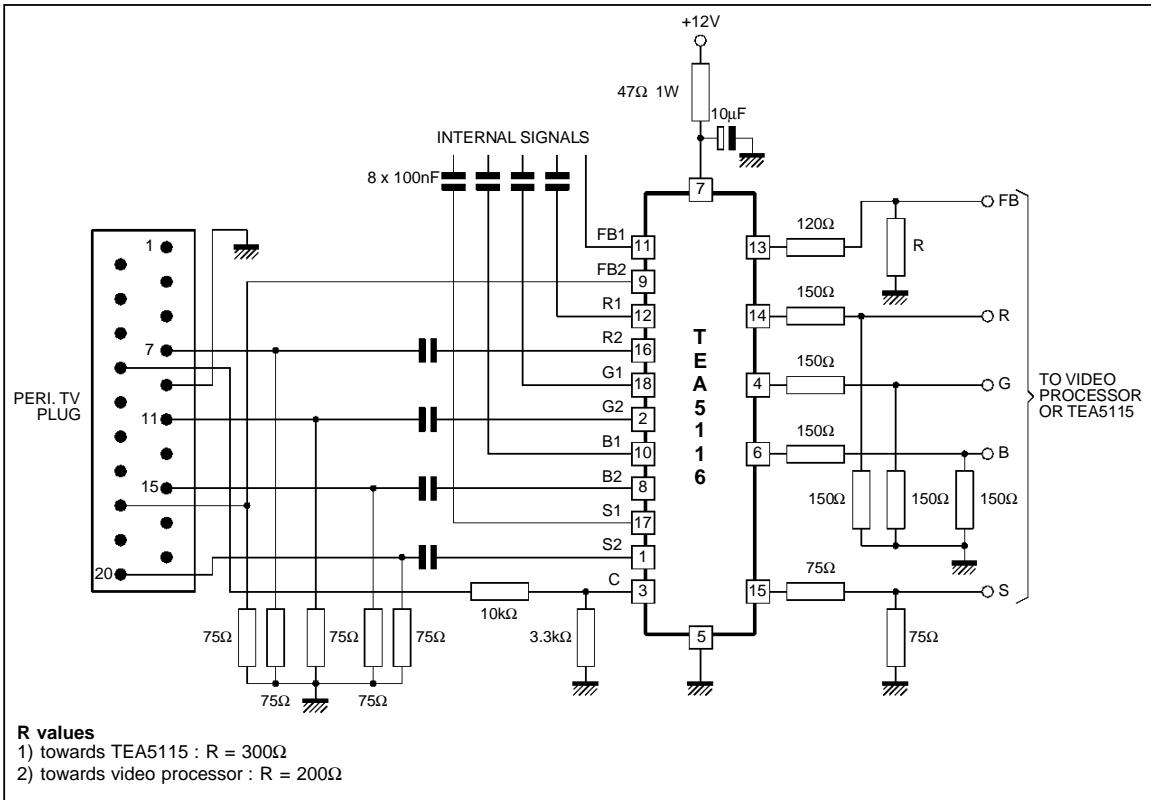 +12V
47Ω 1W
10µF
INTERNAL SIGNALS
8 x 100nF
7
FB
120Ω
1
FB1
11
13
R
FB2
9
150Ω
R1
12
14
R
7
R2
16
T
E
A
5
1
1
6
150Ω
G1
18
4
G
PERI. TV
PLUG
TO VIDEO
PROCESSOR
OR TEA5115
11
G2
2
150Ω
B1
10
6
B
15
B2
8
150Ω
150Ω
150Ω
S1
17
S2
1
20
C
3
75Ω
15
S
10kΩ
75Ω
75Ω
75Ω
3.3kΩ
5
75Ω
75Ω
75Ω
R values
1) towards TEA5115 : R = 300Ω
2) towards video processor : R = 200Ω